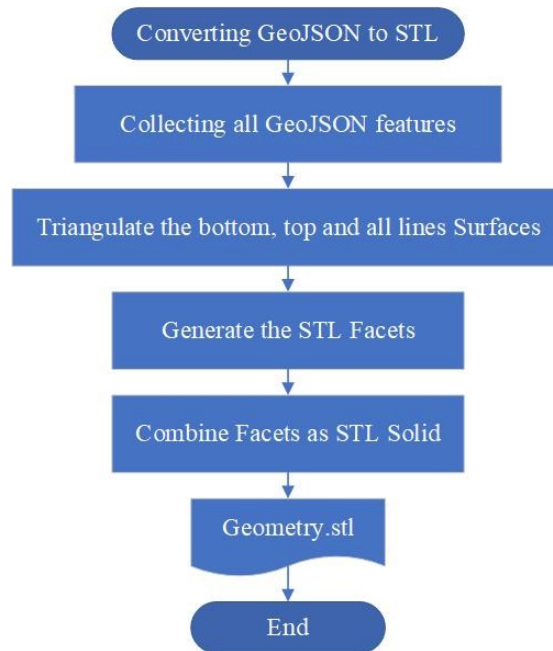 Converting GeoJSON to STL
Collecting all GeoJSON features
Triangulate the bottom, top and all lines Surfaces
Generate the STL Facets
Combine Facets as STL Solid
Geometry.stl
End